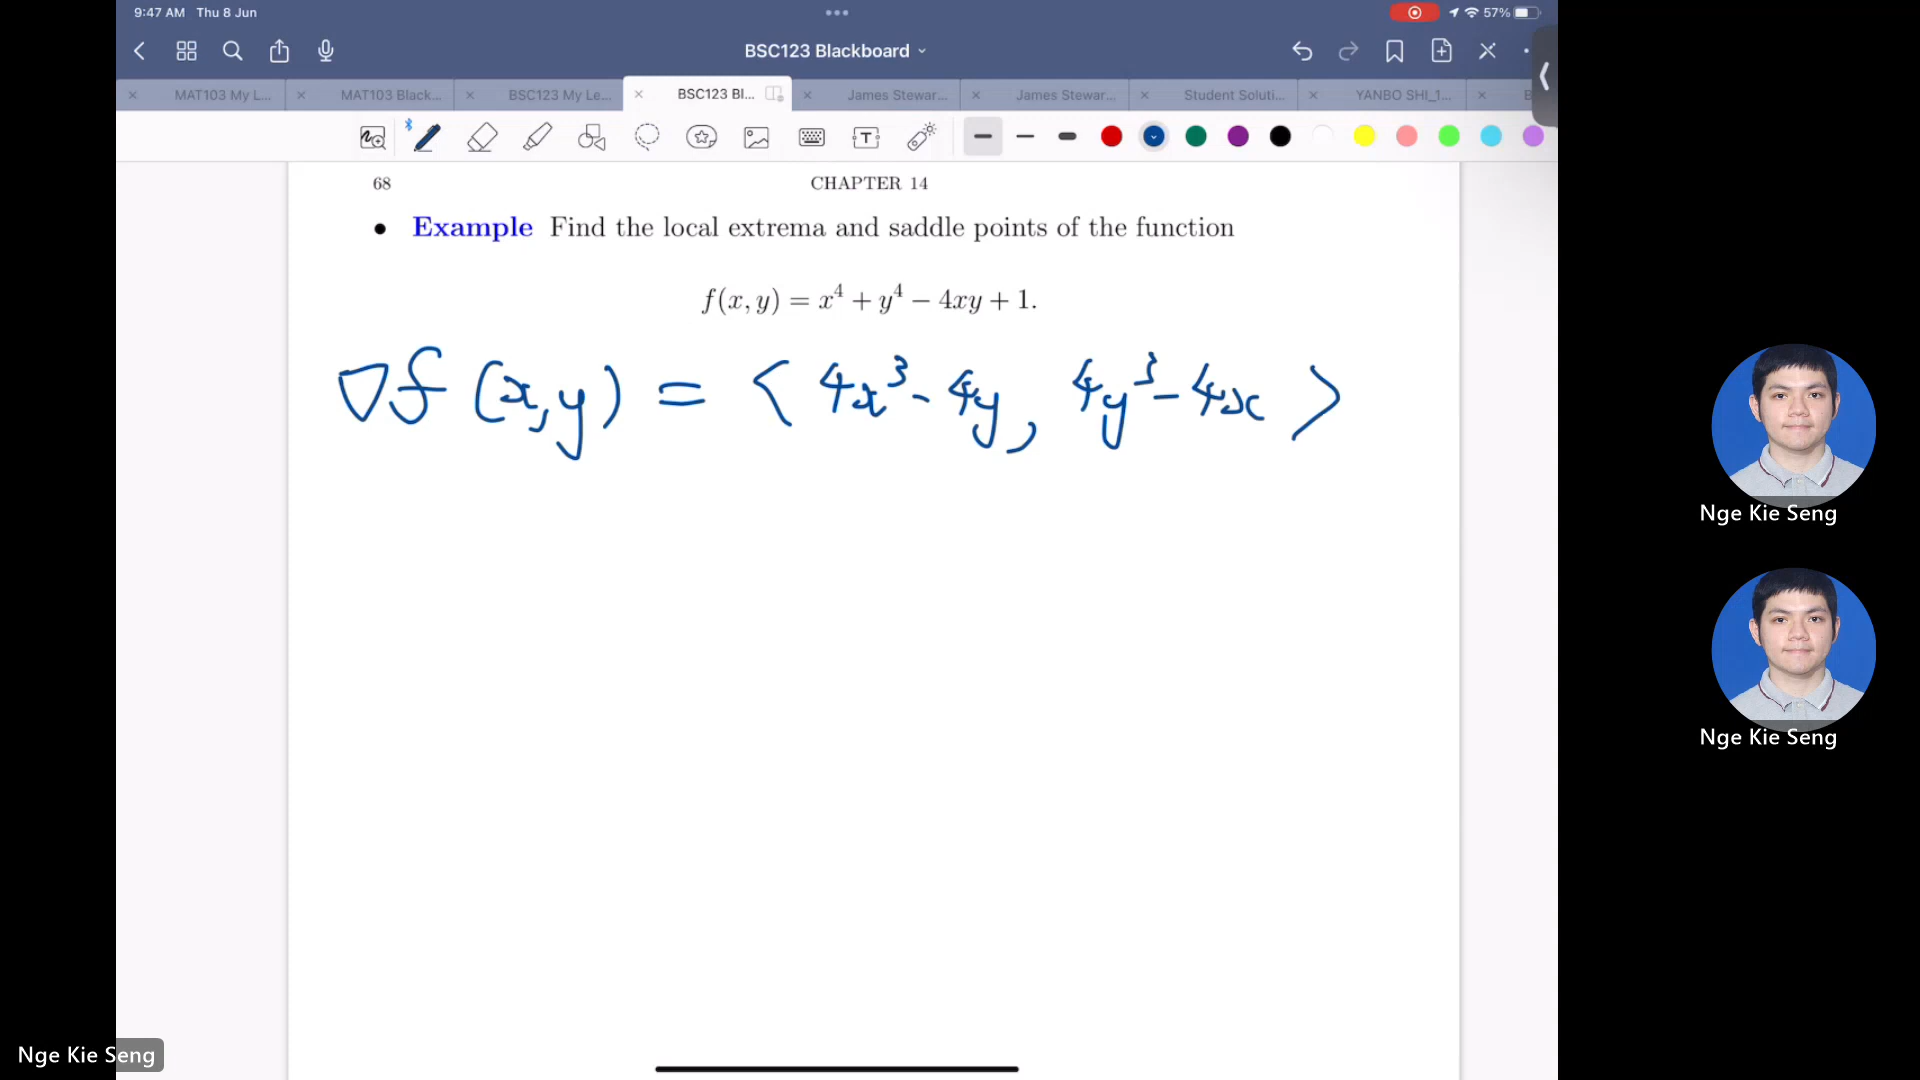 9:47 AM Thu 8 Jun
57%
BSC123 Blackboard
MAT103 My L...
MAT103 Black...
BSC123 My Le...
BSC123 Bl...
James Stewar...
James Stewar...
Student Soluti...
YANBO SHI_1...
B
68 CHAPTER 14
• Example Find the local extrema and saddle points of the function
f(x, y) = x⁴ + y⁴ − 4xy + 1.
∇f (x,y) = ⟨ 4x³ - 4y, 4y³ - 4x ⟩
Nge Kie Seng
Nge Kie Seng
Nge Kie Seng